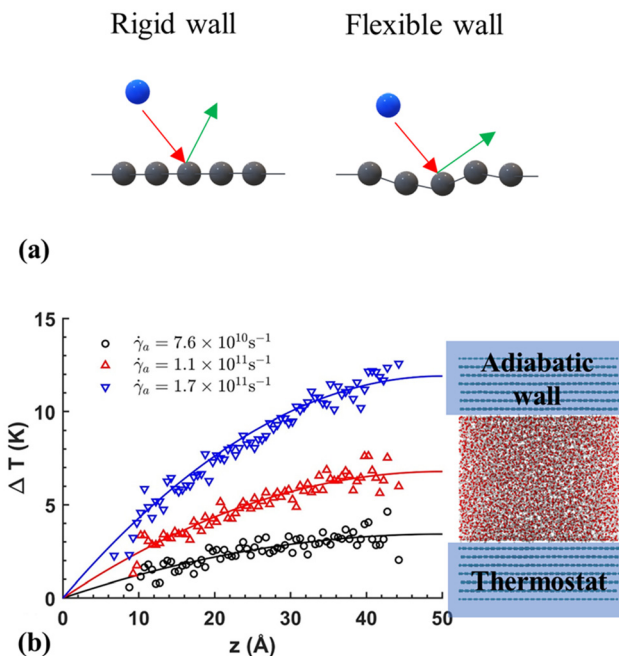 Rigid wall Flexible wall
(a)
15
10
5
0
Δ T (K)
γ̇ₐ = 7.6 × 10¹⁰s⁻¹
γ̇ₐ = 1.1 × 10¹¹s⁻¹
γ̇ₐ = 1.7 × 10¹¹s⁻¹
0 10 20 30 40 50
z (Å)
Adiabatic
wall
Thermostat
(b)